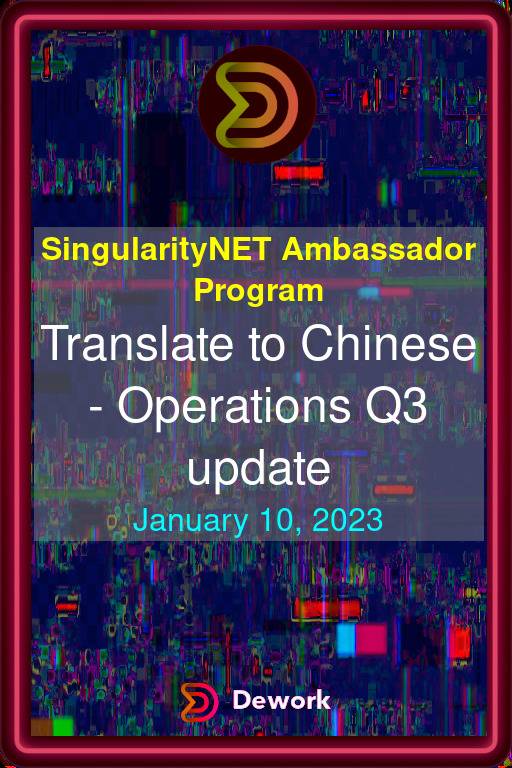 SingularityNET Ambassador
Program
Translate to Chinese
- Operations Q3
update
January 10, 2023
Dework